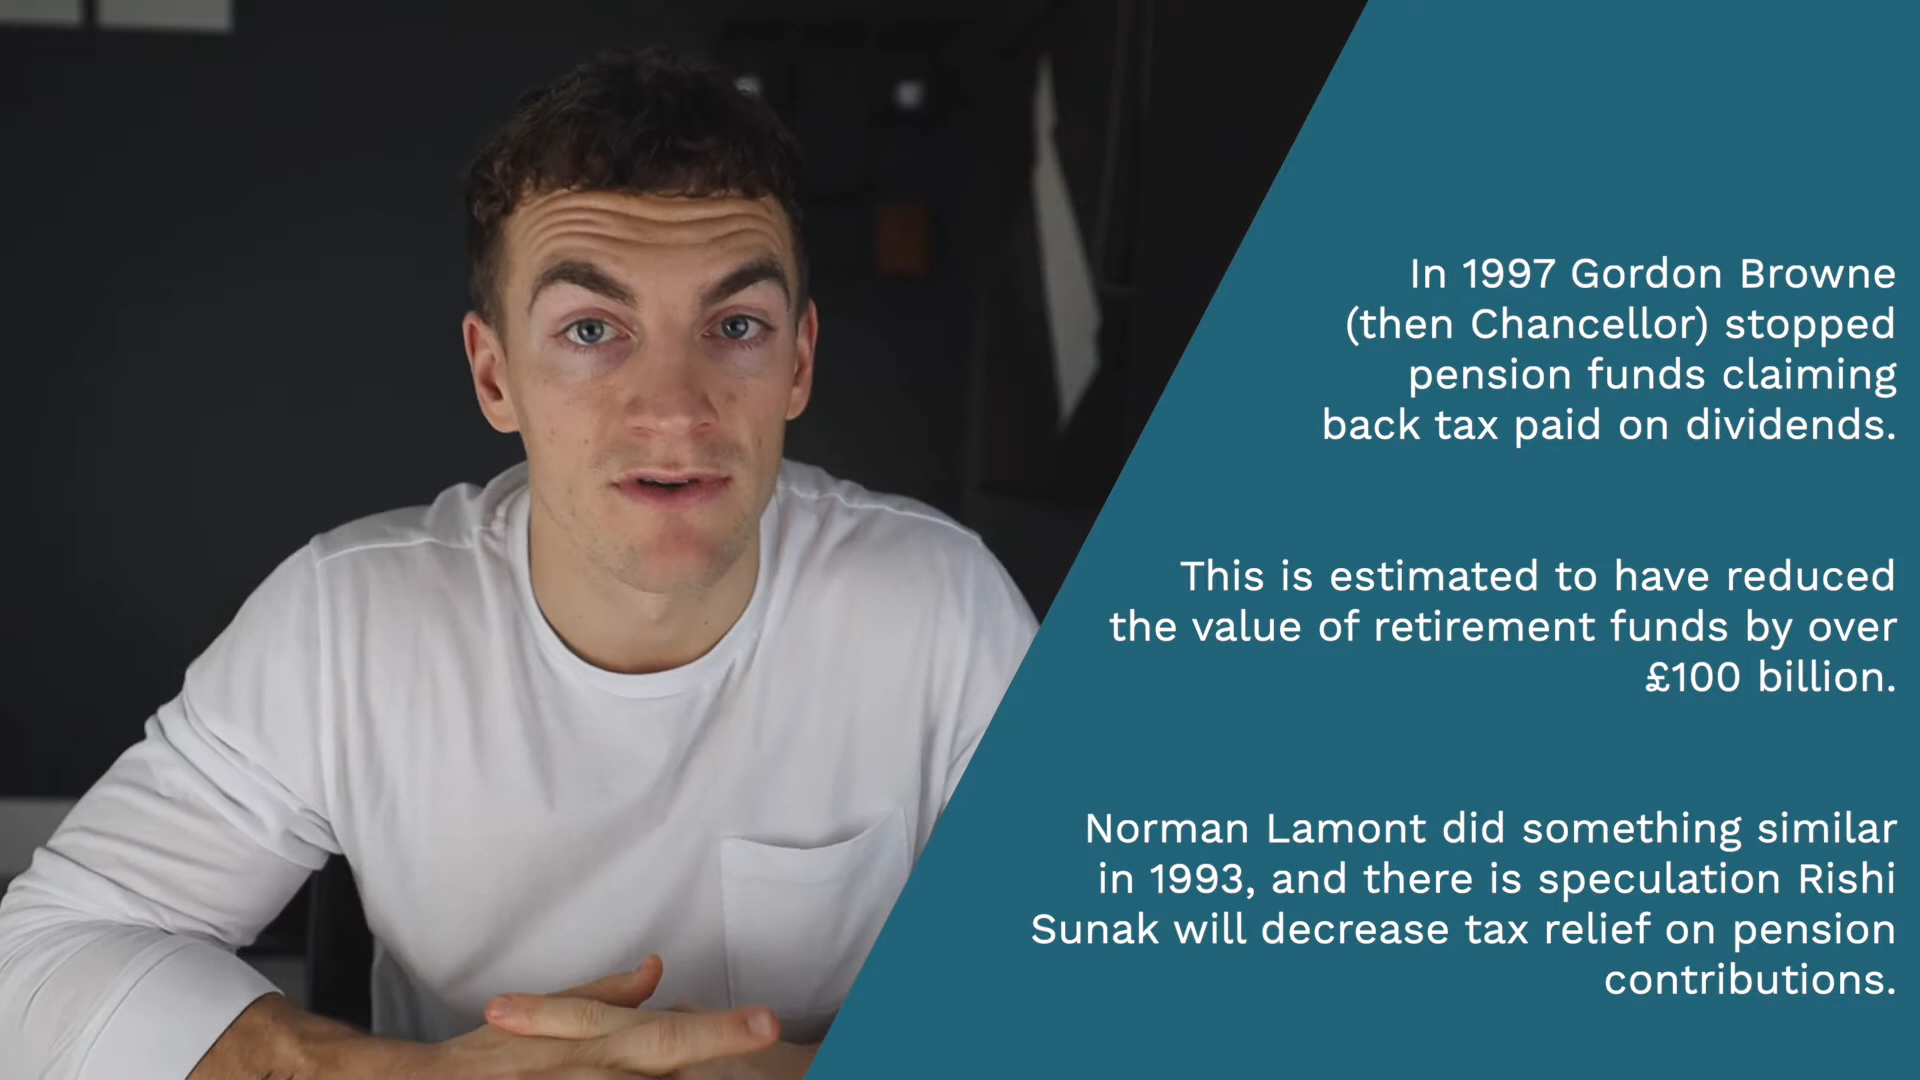 In 1997 Gordon Browne
(then Chancellor) stopped
pension funds claiming
back tax paid on dividends.
This is estimated to have reduced
the value of retirement funds by over
£100 billion.
Norman Lamont did something similar
in 1993, and there is speculation Rishi
Sunak will decrease tax relief on pension
contributions.